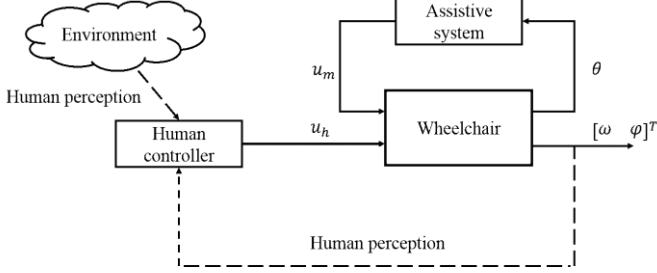 Assistive
system
Environment
u_m
θ
Human perception
Human
controller
u_h
Wheelchair
[ω φ]^T
Human perception